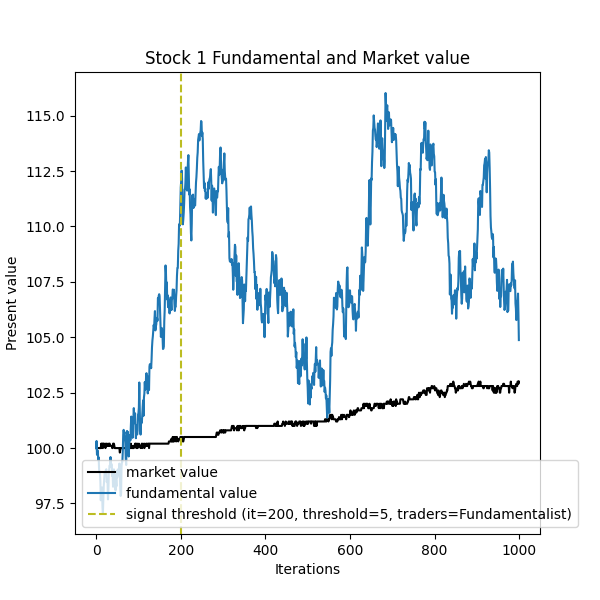 Stock 1 Fundamental and Market value
115.0
112.5
110.0
107.5
105.0
102.5
100.0
97.5
Present value
market value
fundamental value
signal threshold (it=200, threshold=5, traders=Fundamentalist)
0 200 400 600 800 1000
Iterations